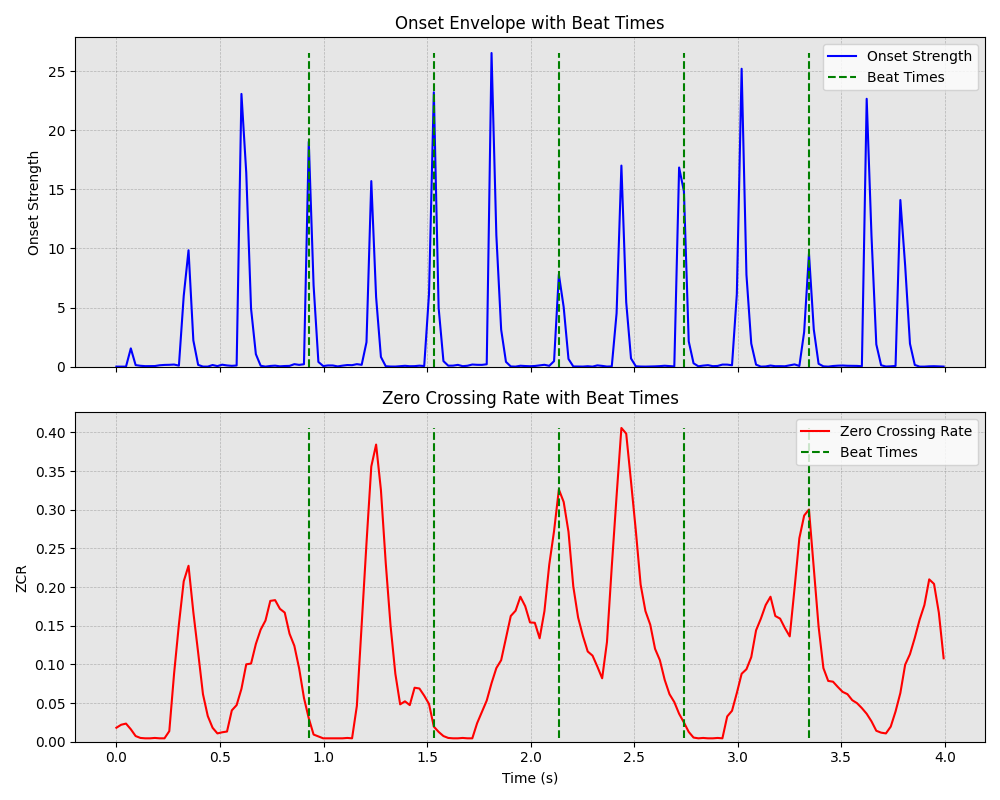 Onset Envelope with Beat Times
Onset Strength
Beat Times
Onset Strength
25
20
15
10
5
0
Zero Crossing Rate with Beat Times
Zero Crossing Rate
Beat Times
ZCR
0.40
0.35
0.30
0.25
0.20
0.15
0.10
0.05
0.00
0.0 0.5 1.0 1.5 2.0 2.5 3.0 3.5 4.0
Time (s)